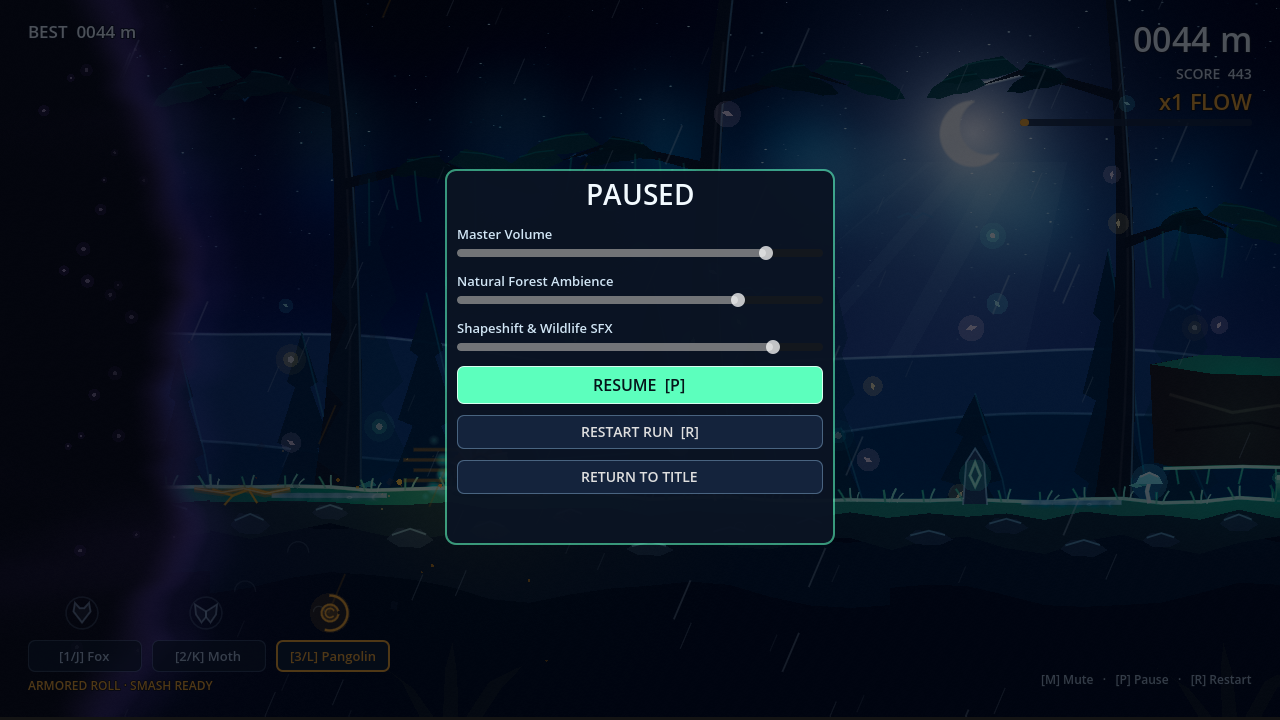 BEST 0044 m
0044 m
SCORE 443
x1 FLOW
PAUSED
Master Volume
Natural Forest Ambience
Shapeshift & Wildlife SFX
RESUME [P]
RESTART RUN [R]
RETURN TO TITLE
[1/J] Fox
[2/K] Moth
[3/L] Pangolin
ARMORED ROLL · SMASH READY
[M] Mute · [P] Pause · [R] Restart